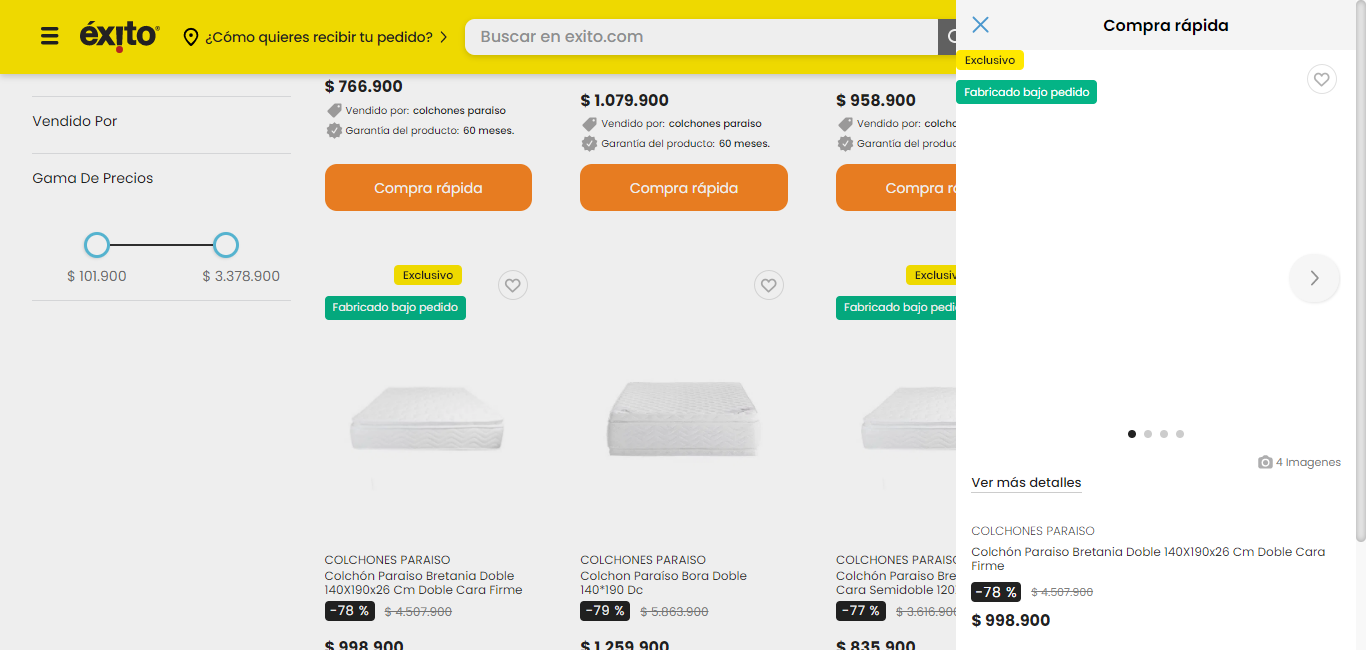 éxito
¿Cómo quieres recibir tu pedido?
Buscar en exito.com
Vendido Por
Gama De Precios
$ 101.900
$ 3.378.900
$ 766.900
Vendido por: colchones paraiso
Garantía del producto: 60 meses.
Compra rápida
$ 1.079.900
Vendido por: colchones paraiso
Garantía del producto: 60 meses.
Compra rápida
$ 958.900
Vendido por: colcho
Garantía del produc
Compra r
Exclusivo
Fabricado bajo pedido
COLCHONES PARAISO
Colchón Paraiso Bretania Doble
140X190x26 Cm Doble Cara Firme
-78 % $ 4.507.900
$ 998.900
COLCHONES PARAISO
Colchon Paraíso Bora Doble
140*190 Dc
-79 % $ 5.863.900
$ 1.259.900
Exclusiv
Fabricado bajo pedi
COLCHONES PARAISO
Colchón Paraiso Bre
Cara Semidoble 120
-77 % $ 3.616.900
$ 835.900
Compra rápida
Exclusivo
Fabricado bajo pedido
4 Imagenes
Ver más detalles
COLCHONES PARAISO
Colchón Paraiso Bretania Doble 140X190x26 Cm Doble Cara
Firme
-78 % $ 4.507.900
$ 998.900